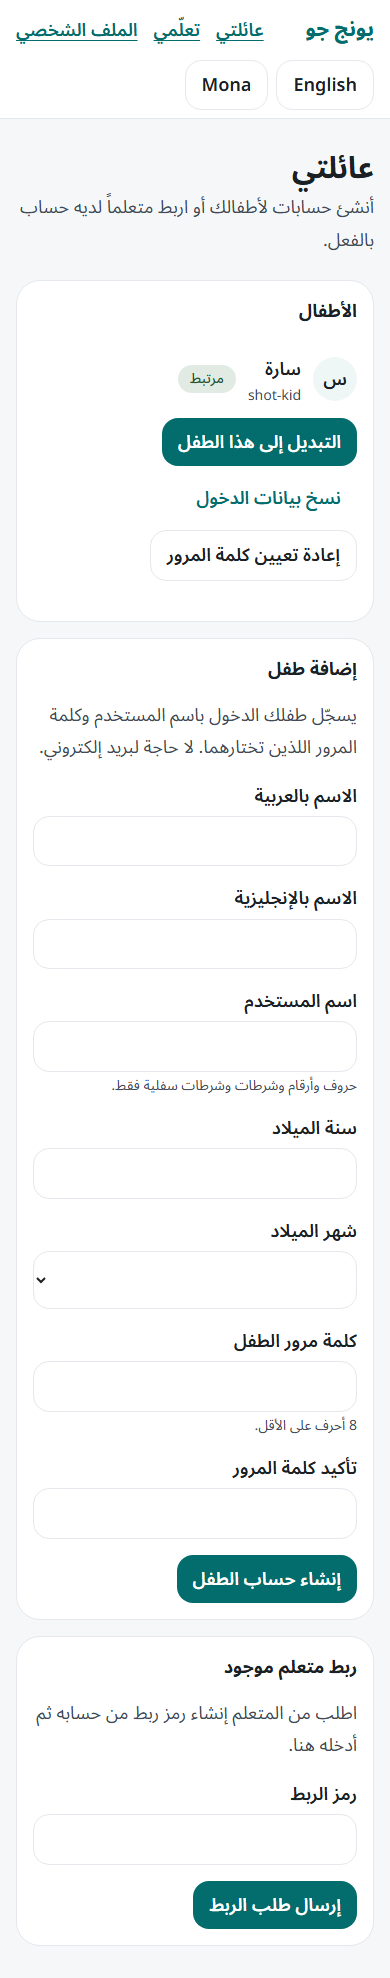 يونج جو
عائلتي
تعلّمي
الملف الشخصي
English
Mona
عائلتي
أنشئ حسابات لأطفالك أو اربط متعلماً لديه حساب
بالفعل.
الأطفال
س
سارة
shot-kid
مرتبط
التبديل إلى هذا الطفل
نسخ بيانات الدخول
إعادة تعيين كلمة المرور
إضافة طفل
يسجّل طفلك الدخول باسم المستخدم وكلمة
المرور اللذين تختارهما. لا حاجة لبريد إلكتروني.
الاسم بالعربية
الاسم بالإنجليزية
اسم المستخدم
حروف وأرقام وشرطات وشرطات سفلية فقط.
سنة الميلاد
شهر الميلاد
كلمة مرور الطفل
8 أحرف على الأقل.
تأكيد كلمة المرور
إنشاء حساب الطفل
ربط متعلم موجود
اطلب من المتعلم إنشاء رمز ربط من حسابه ثم
أدخله هنا.
رمز الربط
إرسال طلب الربط